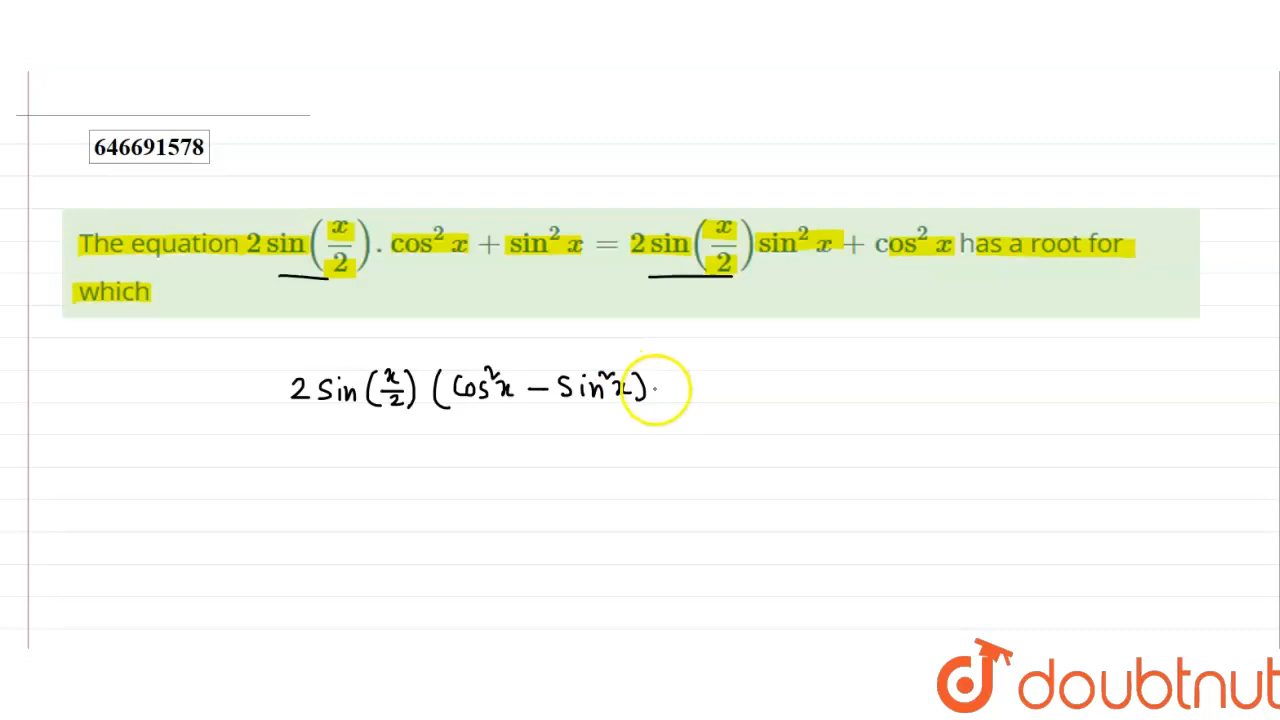 646691578
The equation 2 sin(x/2). cos² x + sin² x = 2 sin(x/2) sin² x + cos² x has a root for
which
2 Sin (x/2) (Cos²x − Sin²x)
doubtnut